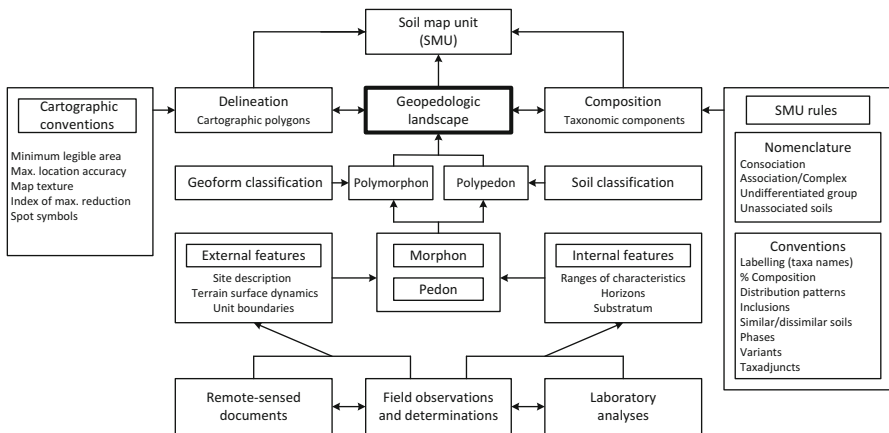 Soil map unit
(SMU)
Cartographic
conventions
Minimum legible area
Max. location accuracy
Map texture
Index of max. reduction
Spot symbols
Delineation
Cartographic polygons
Geopedologic
landscape
Composition
Taxonomic components
SMU rules
Nomenclature
Consociation
Association/Complex
Undifferentiated group
Unassociated soils
Conventions
Labelling (taxa names)
% Composition
Distribution patterns
Inclusions
Similar/dissimilar soils
Phases
Variants
Taxadjuncts
Geoform classification
Polymorphon
Polypedon
Soil classification
External features
Site description
Terrain surface dynamics
Unit boundaries
Morphon
Pedon
Internal features
Ranges of characteristics
Horizons
Substratum
Remote-sensed
documents
Field observations
and determinations
Laboratory
analyses